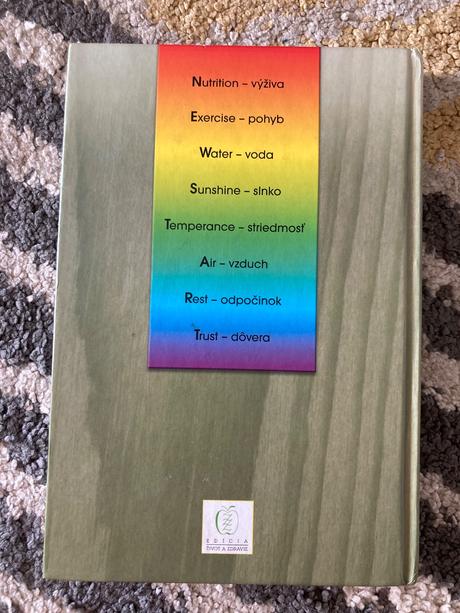 Nutrition – výživa
Exercise – pohyb
Water – voda
Sunshine – slnko
Temperance – striedmosť
Air – vzduch
Rest – odpočinok
Trust – dôvera
EDÍCIA
ŽIVOT A ZDRAVIE